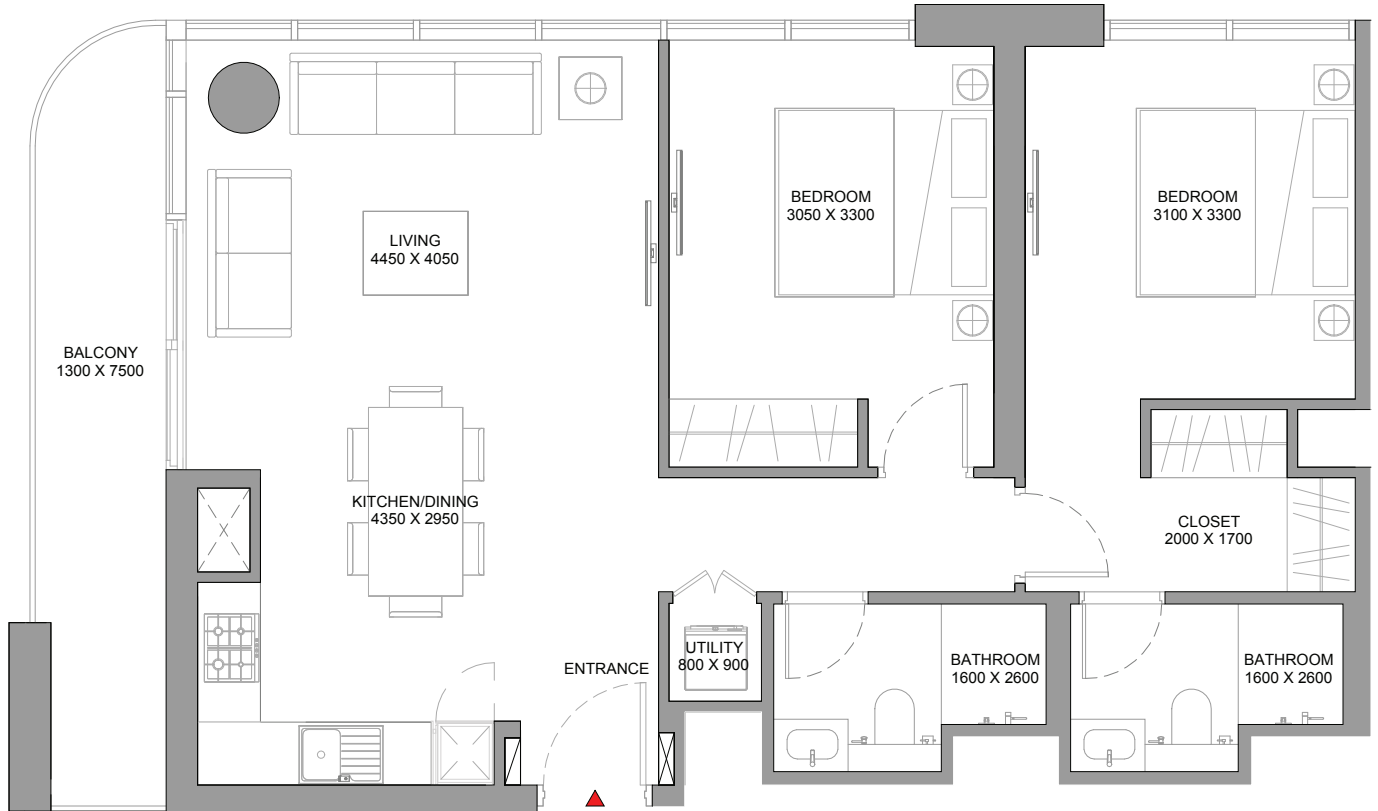 BEDROOM
3050 X 3300
BEDROOM
3100 X 3300
LIVING
4450 X 4050
BALCONY
1300 X 7500
KITCHEN/DINING
4350 X 2950
CLOSET
2000 X 1700
ENTRANCE
UTILITY
800 X 900
BATHROOM
1600 X 2600
BATHROOM
1600 X 2600